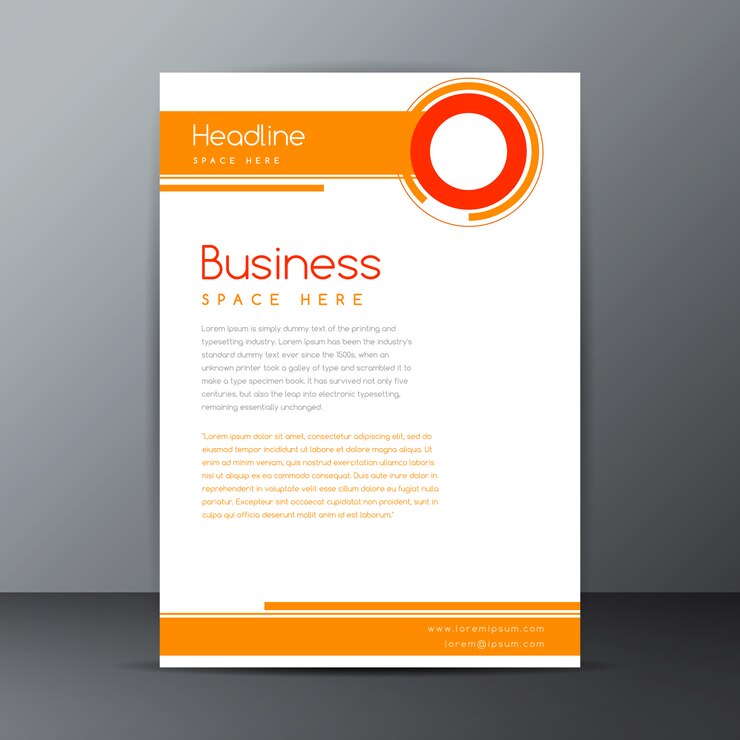 Headline
SPACE HERE
Business
SPACE HERE
Lorem Ipsum is simply dummy text of the printing and
typesetting industry. Lorem Ipsum has been the industry's
standard dummy text ever since the 1500s, when an
unknown printer took a galley of type and scrambled it to
make a type specimen book. It has survived not only five
centuries, but also the leap into electronic typesetting,
remaining essentially unchanged.
"Lorem ipsum dolor sit amet, consectetur adipiscing elit,
sed do eiusmod tempor incididunt ut labore et dolore
magna aliqua. Ut enim ad minim veniam, quis nostrud
exercitation ullamco laboris nisi ut aliquip ex ea commodo
consequat. Duis aute irure dolor in
reprehenderit in voluptate velit esse cillum dolore eu fugiat nulla
pariatur. Excepteur sint occaecat cupidatat non proident, sunt in
culpa qui officia deserunt mollit anim id est laborum."
www.loremipsum.com
lorem@ipsum.com